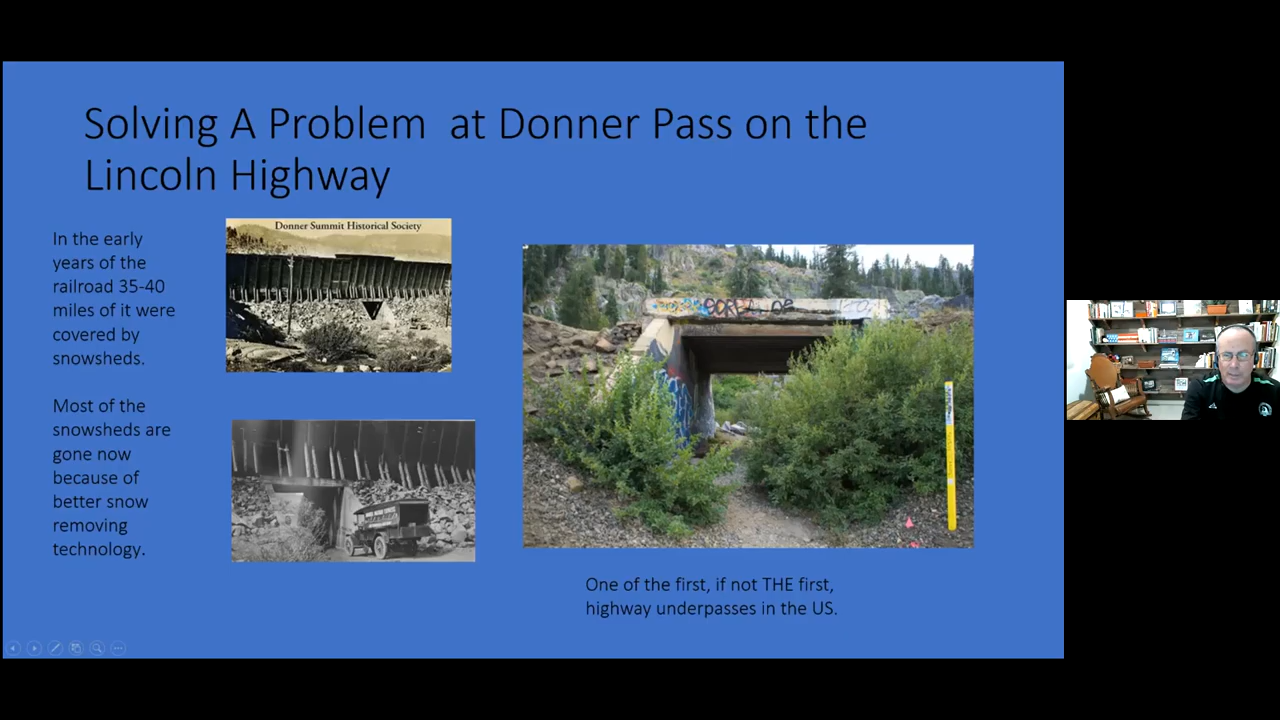 Solving A Problem at Donner Pass on the
Lincoln Highway
In the early
years of the
railroad 35-40
miles of it were
covered by
snowsheds.
Most of the
snowsheds are
gone now
because of
better snow
removing
technology.
Donner Summit Historical Society
One of the first, if not THE first,
highway underpasses in the US.